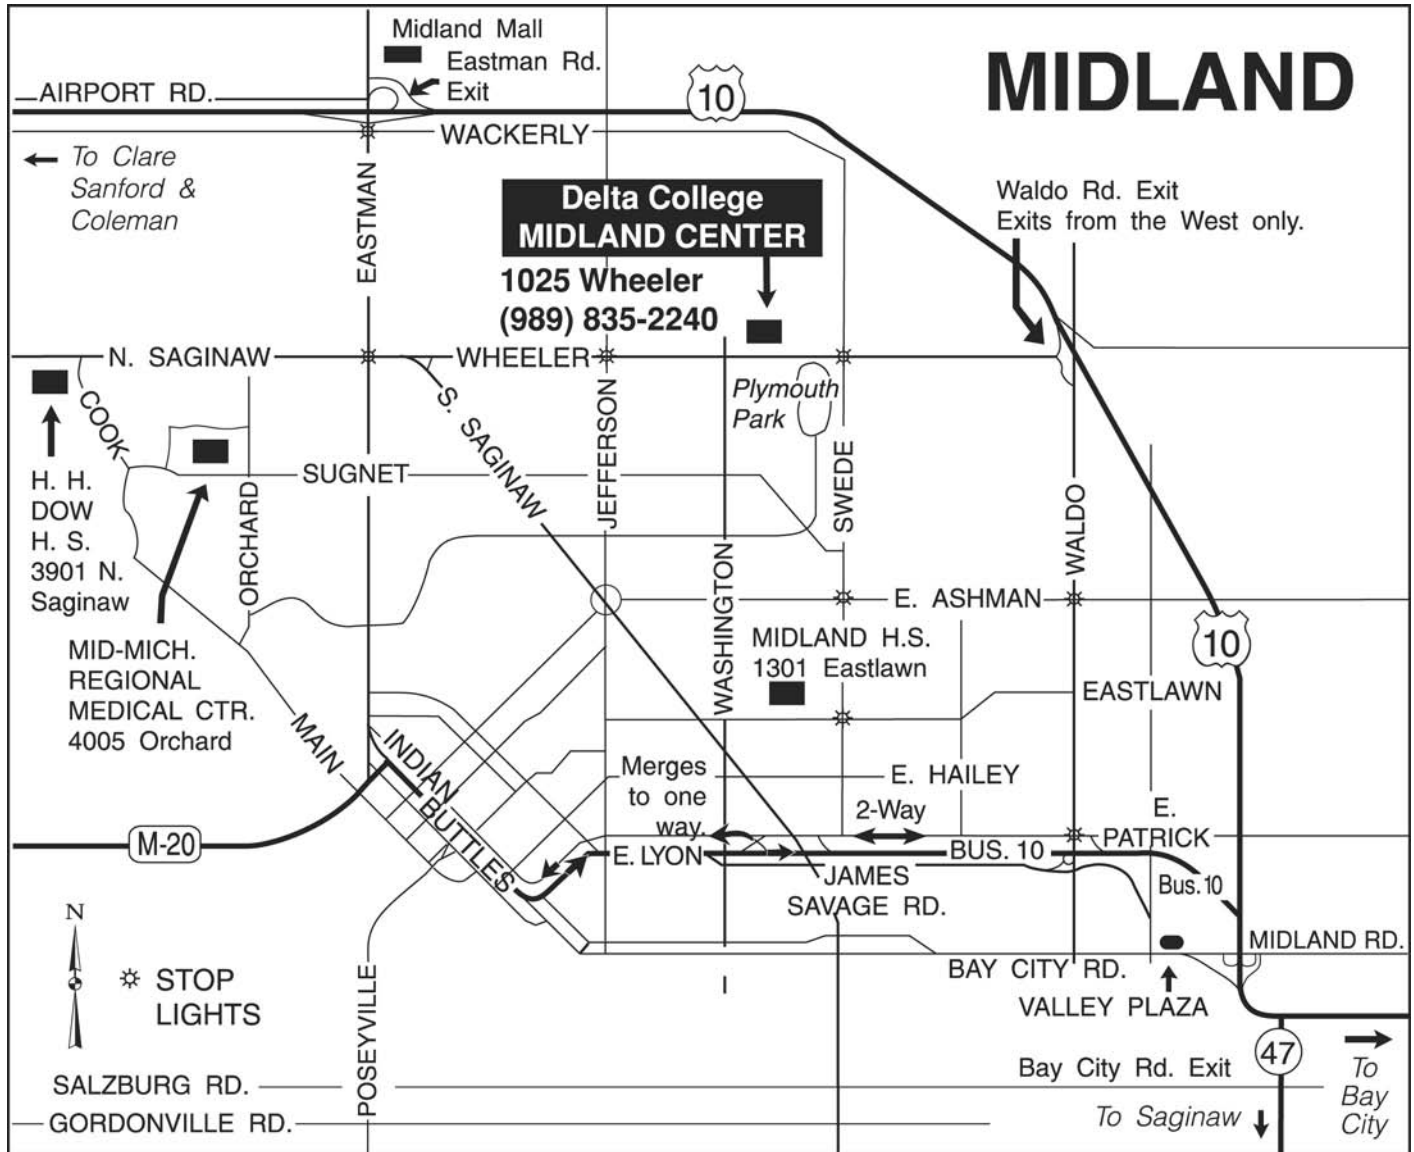 Midland Mall
Eastman Rd.
Exit
MIDLAND
10
AIRPORT RD.
WACKERLY
To Clare
Sanford &
Coleman
EASTMAN
Delta College
MIDLAND CENTER
1025 Wheeler
(989) 835-2240
Waldo Rd. Exit
Exits from the West only.
N. SAGINAW
WHEELER
COOK
S. SAGINAW
JEFFERSON
Plymouth
Park
SWEDE
WALDO
H. H.
DOW
H. S.
3901 N.
Saginaw
SUGNET
ORCHARD
WASHINGTON
E. ASHMAN
10
MIDLAND H.S.
1301 Eastlawn
MID-MICH.
REGIONAL
MEDICAL CTR.
4005 Orchard
EASTLAWN
MAIN
INDIAN
BUTTLES
Merges
to one
way.
E. HAILEY
2-Way
E.
PATRICK
M-20
E. LYON
BUS. 10
JAMES
SAVAGE RD.
Bus. 10
N
STOP
LIGHTS
POSEYVILLE
MIDLAND RD.
BAY CITY RD.
VALLEY PLAZA
47
Bay City Rd. Exit
To
Bay
City
SALZBURG RD.
GORDONVILLE RD.
To Saginaw